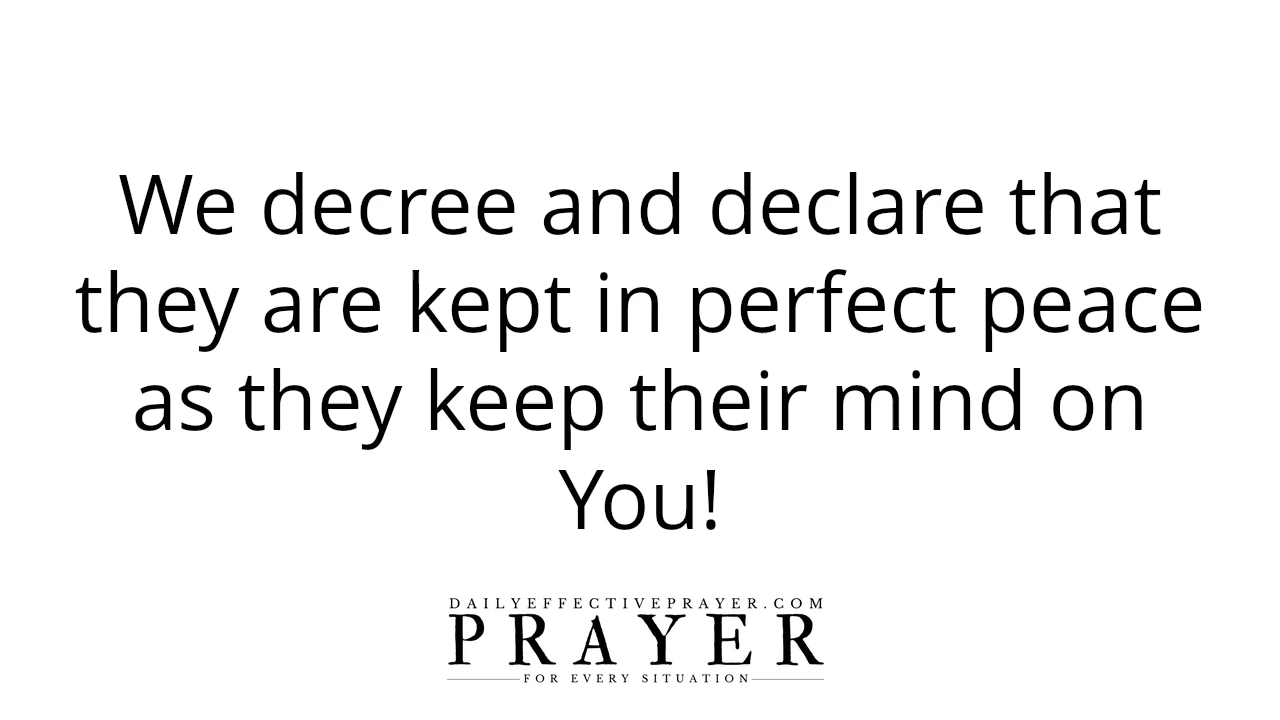 We decree and declare that
they are kept in perfect peace
as they keep their mind on
You!
DAILYEFFECTIVEPRAYER.COM
PRAYER
FOR EVERY SITUATION